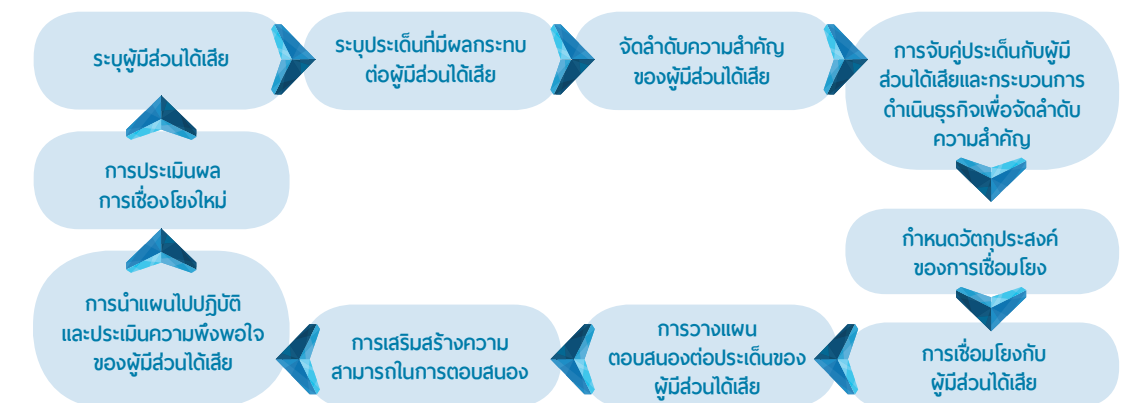 ระบุผู้มีส่วนได้เสีย
ระบุประเด็นที่มีผลกระทบ
ต่อผู้มีส่วนได้เสีย
จัดลำดับความสำคัญ
ของผู้มีส่วนได้เสีย
การจับคู่ประเด็นกับผู้มี
ส่วนได้เสียและกระบวนการ
ดำเนินธุรกิจเพื่อจัดลำดับ
ความสำคัญ
กำหนดวัตถุประสงค์
ของการเชื่อมโยง
การเชื่อมโยงกับ
ผู้มีส่วนได้เสีย
การวางแผน
ตอบสนองต่อประเด็นของ
ผู้มีส่วนได้เสีย
การเสริมสร้างความ
สามารถในการตอบสนอง
การนำแผนไปปฏิบัติ
และประเมินความพึงพอใจ
ของผู้มีส่วนได้เสีย
การประเมินผล
การเชื่องโยงใหม่